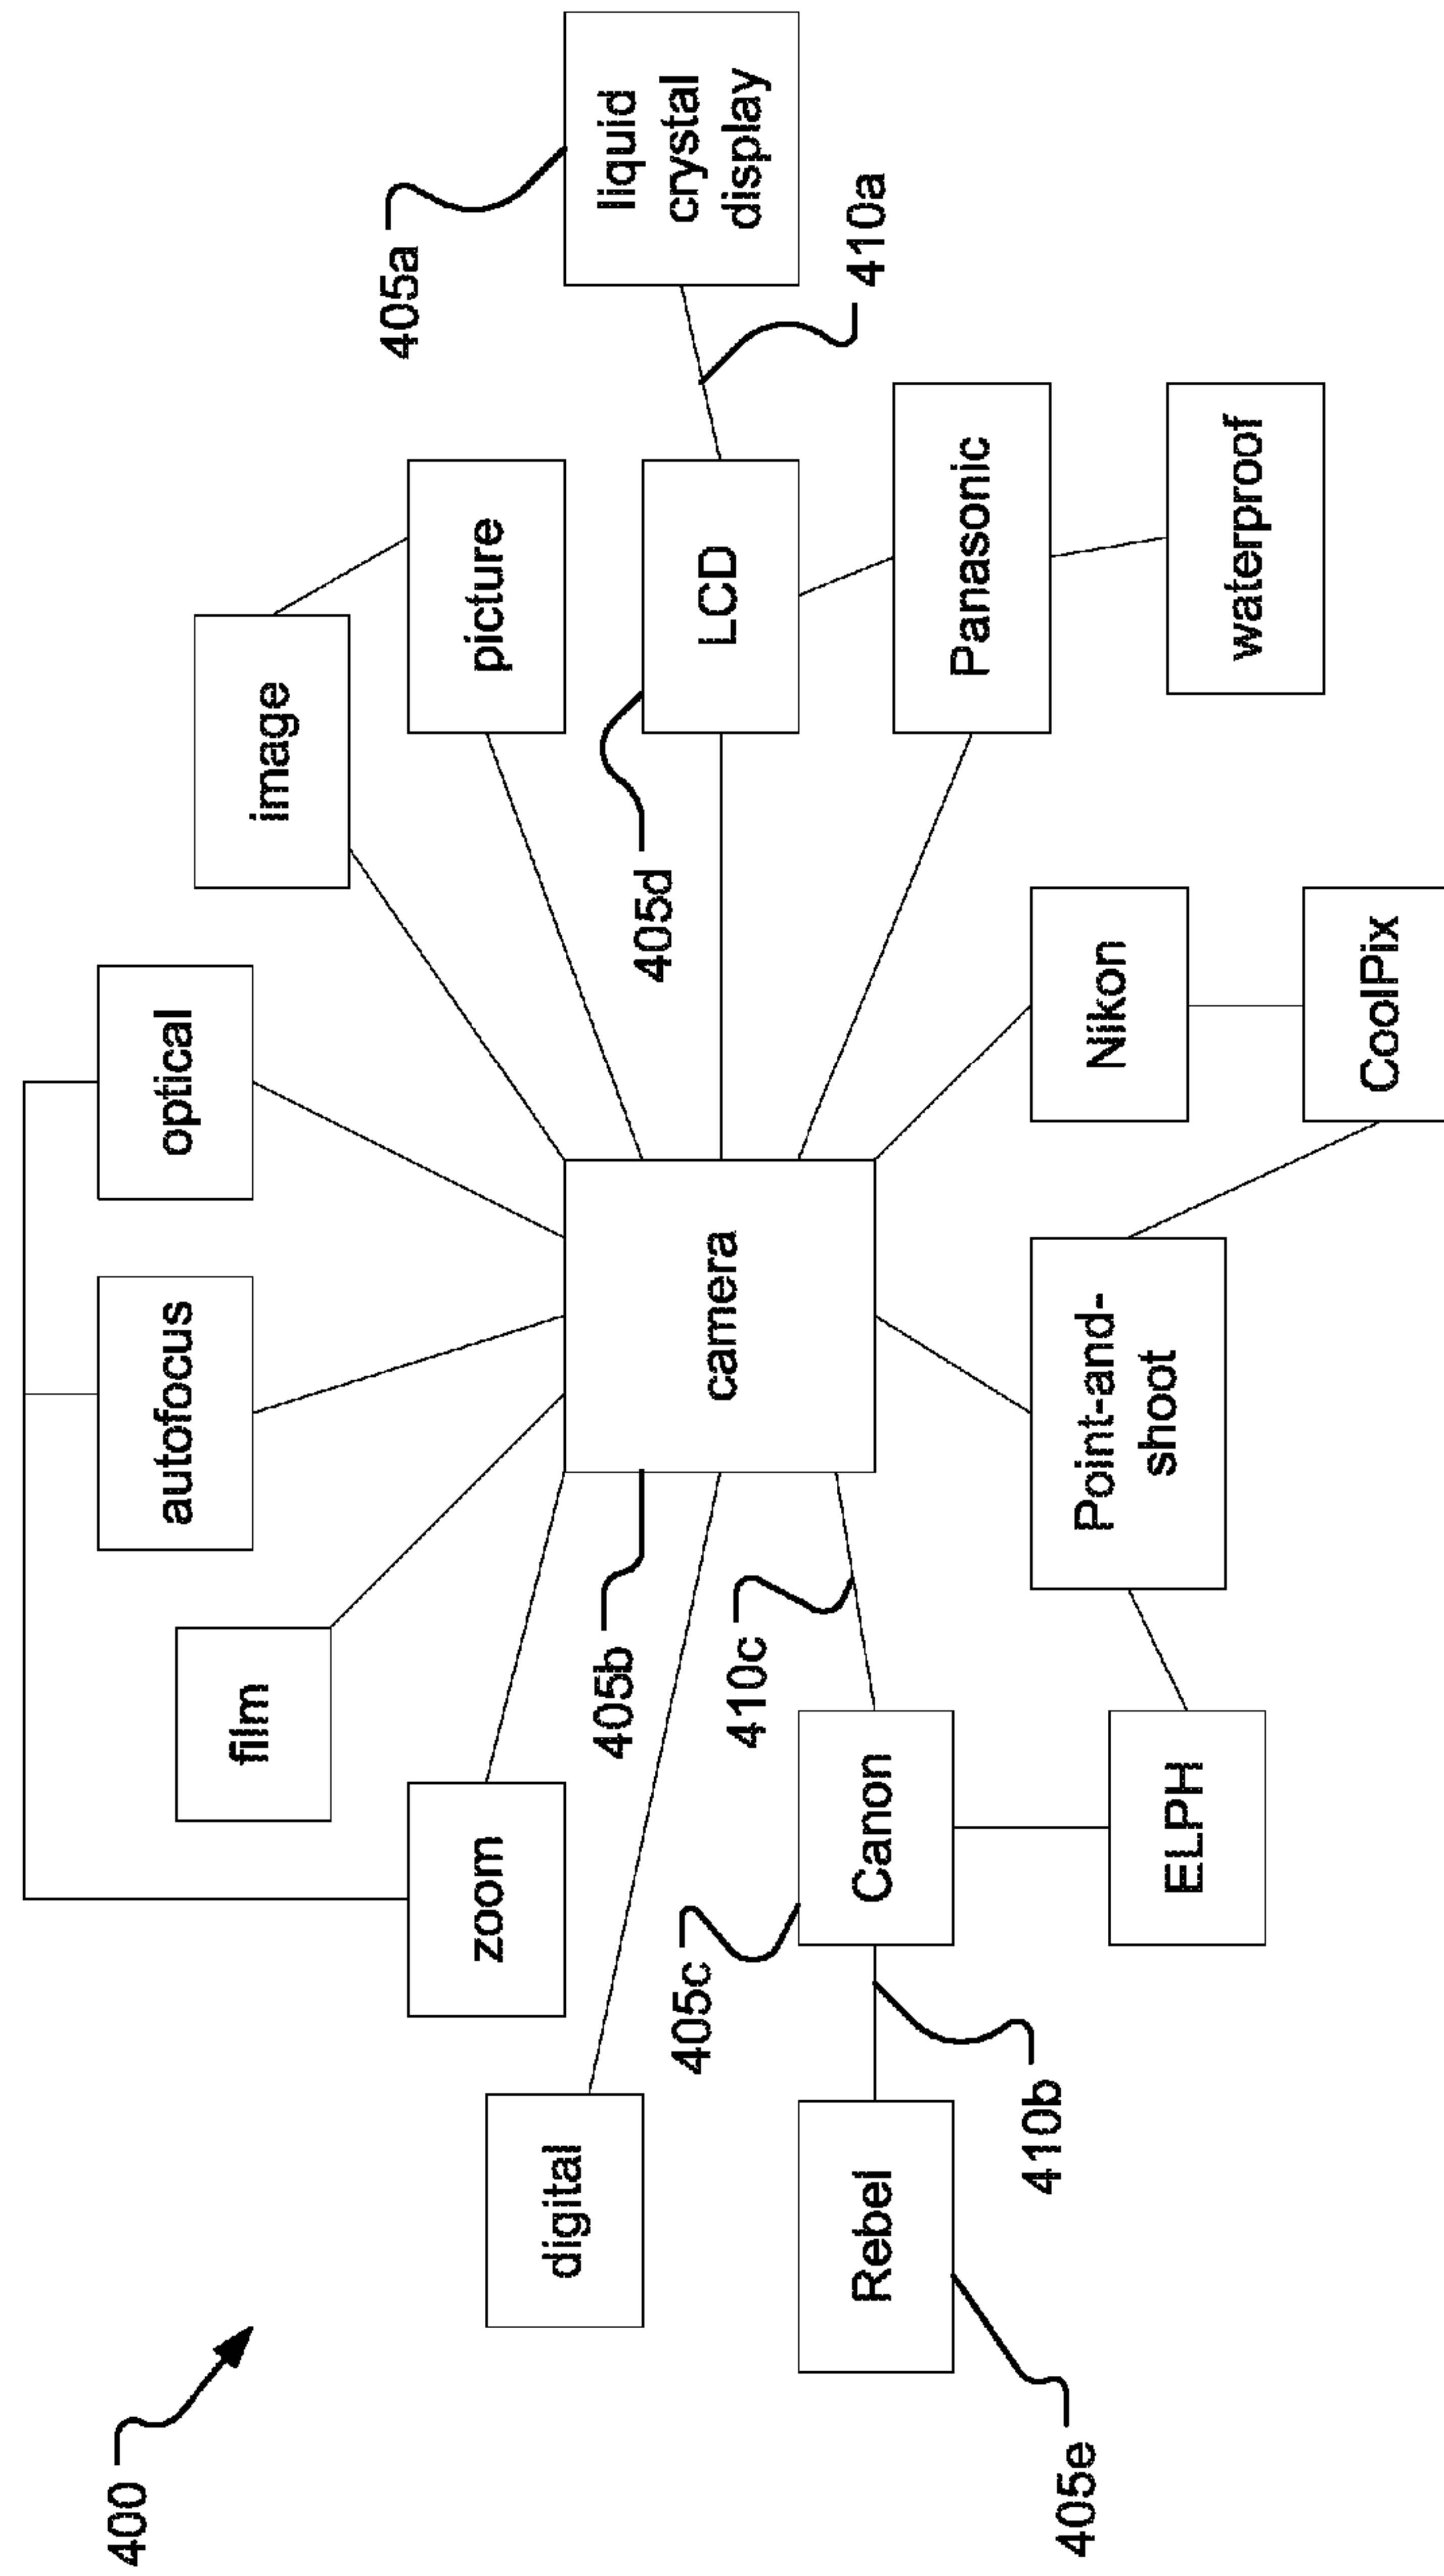 400
film
autofocus
optical
image
zoom
picture
405a
digital
405b
405d
liquid
crystal
display
405c
410c
camera
LCD
410a
Rebel
Canon
Panasonic
405e
410b
ELPH
Point-and-
shoot
Nikon
waterproof
CoolPix